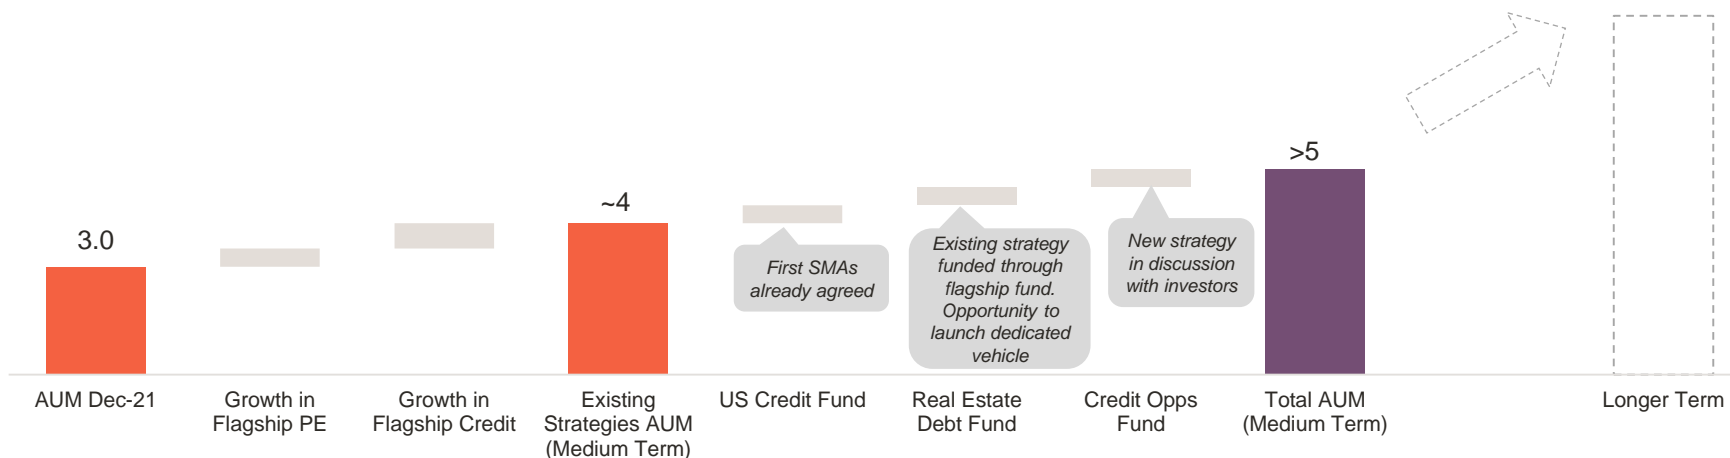 3.0
~4
>5
First SMAs
already agreed
Existing strategy
funded through
flagship fund.
Opportunity to
launch dedicated
vehicle
New strategy
in discussion
with investors
AUM Dec-21
Growth in
Flagship PE
Growth in
Flagship Credit
Existing
Strategies AUM
(Medium Term)
US Credit Fund
Real Estate
Debt Fund
Credit Opps
Fund
Total AUM
(Medium Term)
Longer Term